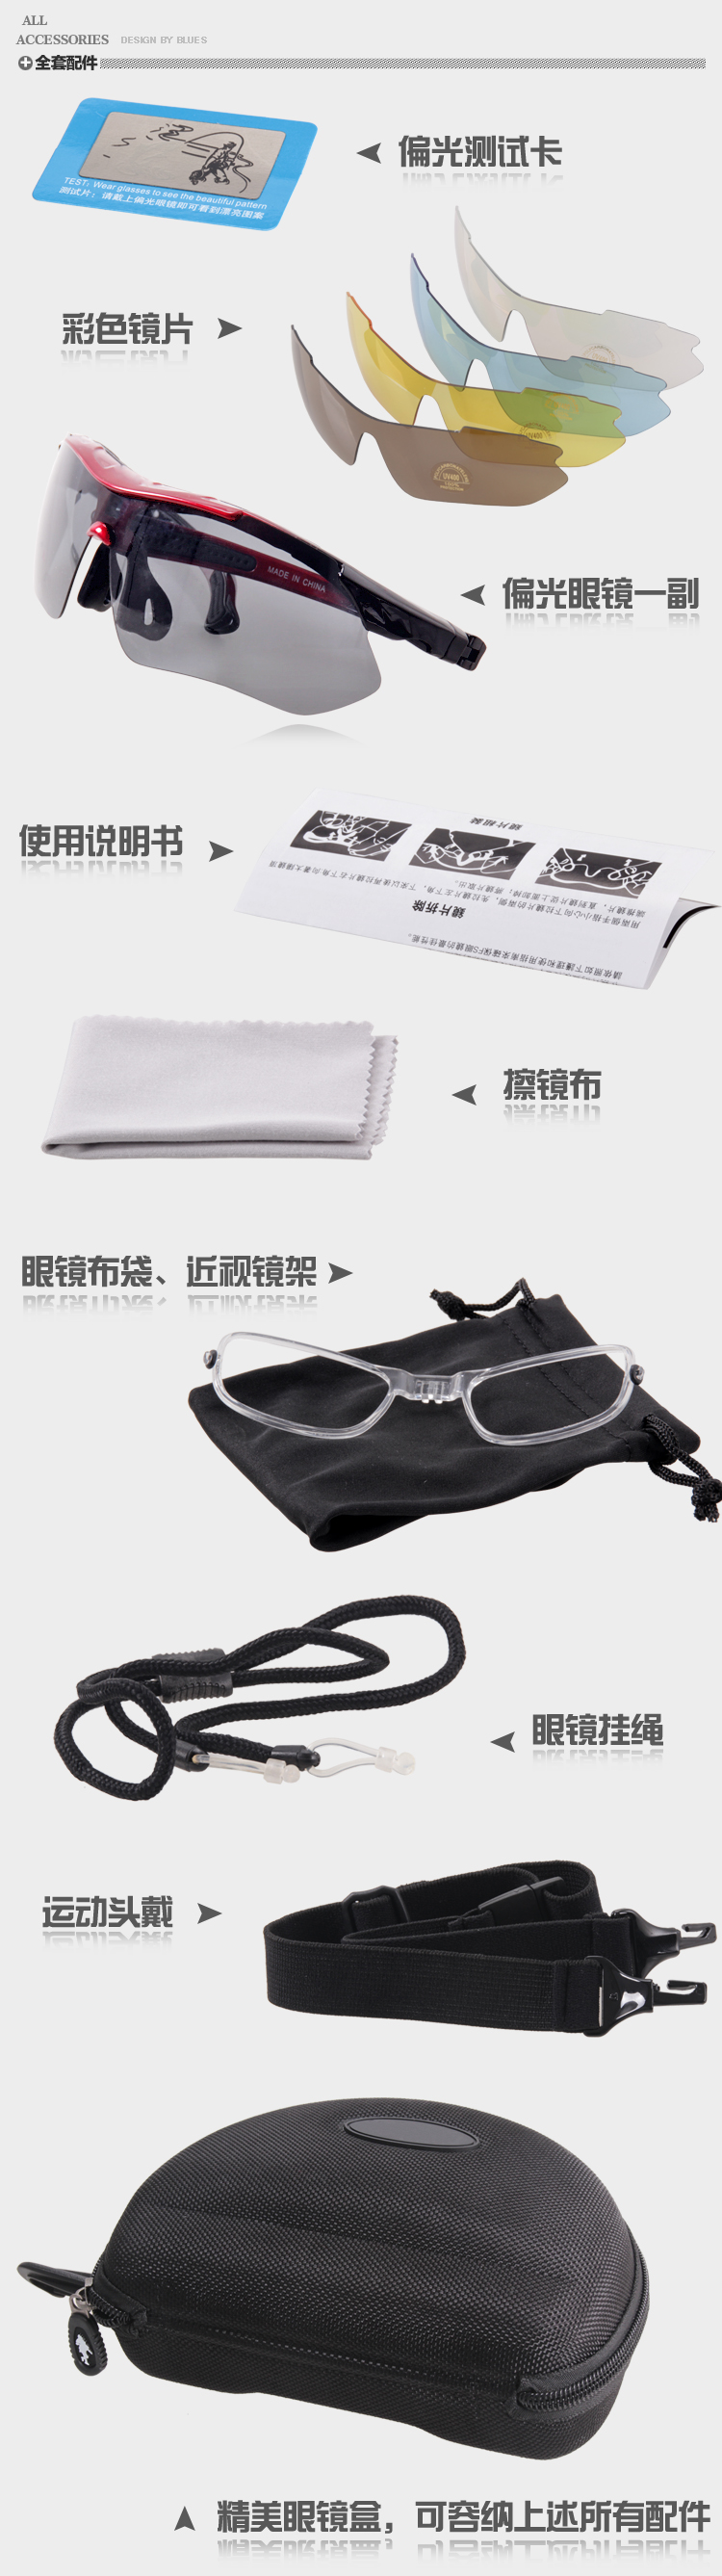 ALL
ACCESSORIES DESIGN BY BLUES
全套配件
偏光测试卡
TEST: Wear glasses to see the beautiful pattern
测试片：请戴上偏光眼镜即可看到漂亮图案
彩色镜片
UV400
UV400
MADE IN CHINA
偏光眼镜一副
使用说明书
鏡片折除
擦镜布
眼镜布袋、近视镜架
眼镜挂绳
运动头戴
精美眼镜盒，可容纳上述所有配件